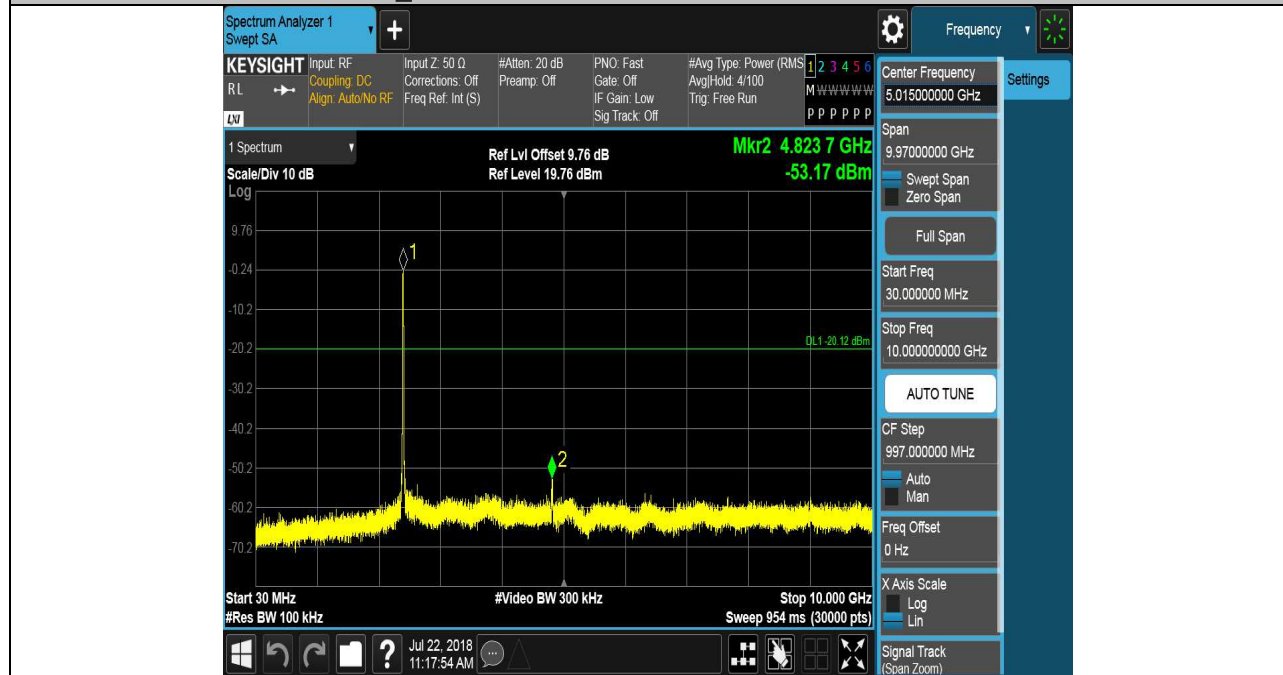 Spectrum Analyzer 1
Swept SA
+
Frequency
KEYSIGHT
RL
LXI
Input: RF
Coupling: DC
Align: Auto/No RF
Input Z: 50 Ω
Corrections: Off
Freq Ref: Int (S)
#Atten: 20 dB
Preamp: Off
PNO: Fast
Gate: Off
IF Gain: Low
Sig Track: Off
#Avg Type: Power (RMS
Avg|Hold: 4/100
Trig: Free Run
1 2 3 4 5 6
M W W W W W
P P P P P P
Center Frequency
5.015000000 GHz
Settings
1 Spectrum
Scale/Div 10 dB
Ref Lvl Offset 9.76 dB
Ref Level 19.76 dBm
Mkr2 4.823 7 GHz
-53.17 dBm
Span
9.97000000 GHz
Swept Span
Zero Span
Full Span
Start Freq
30.000000 MHz
Stop Freq
10.000000000 GHz
AUTO TUNE
CF Step
997.000000 MHz
Auto
Man
Freq Offset
0 Hz
X Axis Scale
Log
Lin
Signal Track
(Span Zoom)
Log
9.76
1
-0.24
-10.2
DL1 -20.12 dBm
-20.2
-30.2
-40.2
2
-50.2
-60.2
-70.2
Start 30 MHz
#Video BW 300 kHz
Stop 10.000 GHz
#Res BW 100 kHz
Sweep 954 ms (30000 pts)
?
Jul 22, 2018
11:17:54 AM